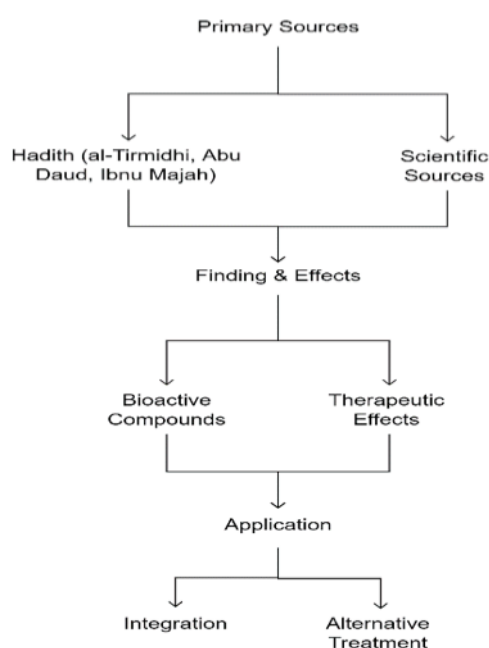 Primary Sources
Hadith (al-Tirmidhi, Abu
Daud, Ibnu Majah)
Scientific
Sources
Finding & Effects
Bioactive
Compounds
Therapeutic
Effects
Application
Integration
Alternative
Treatment